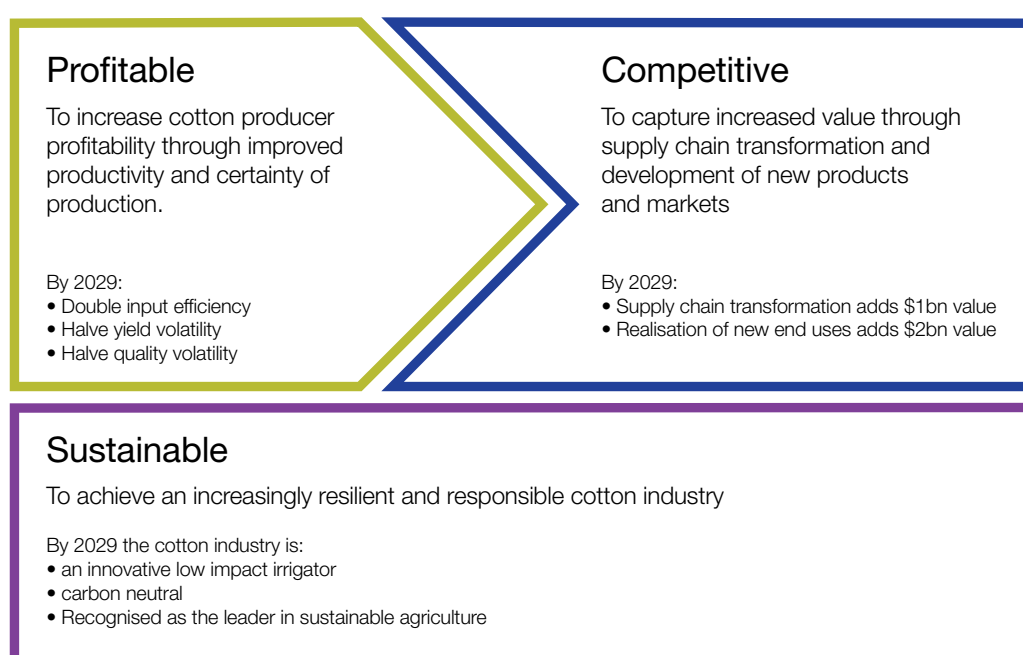 Profitable
To increase cotton producer
profitability through improved
productivity and certainty of
production.
By 2029:
• Double input efficiency
• Halve yield volatility
• Halve quality volatility
Competitive
To capture increased value through
supply chain transformation and
development of new products
and markets
By 2029:
• Supply chain transformation adds $1bn value
• Realisation of new end uses adds $2bn value
Sustainable
To achieve an increasingly resilient and responsible cotton industry
By 2029 the cotton industry is:
• an innovative low impact irrigator
• carbon neutral
• Recognised as the leader in sustainable agriculture